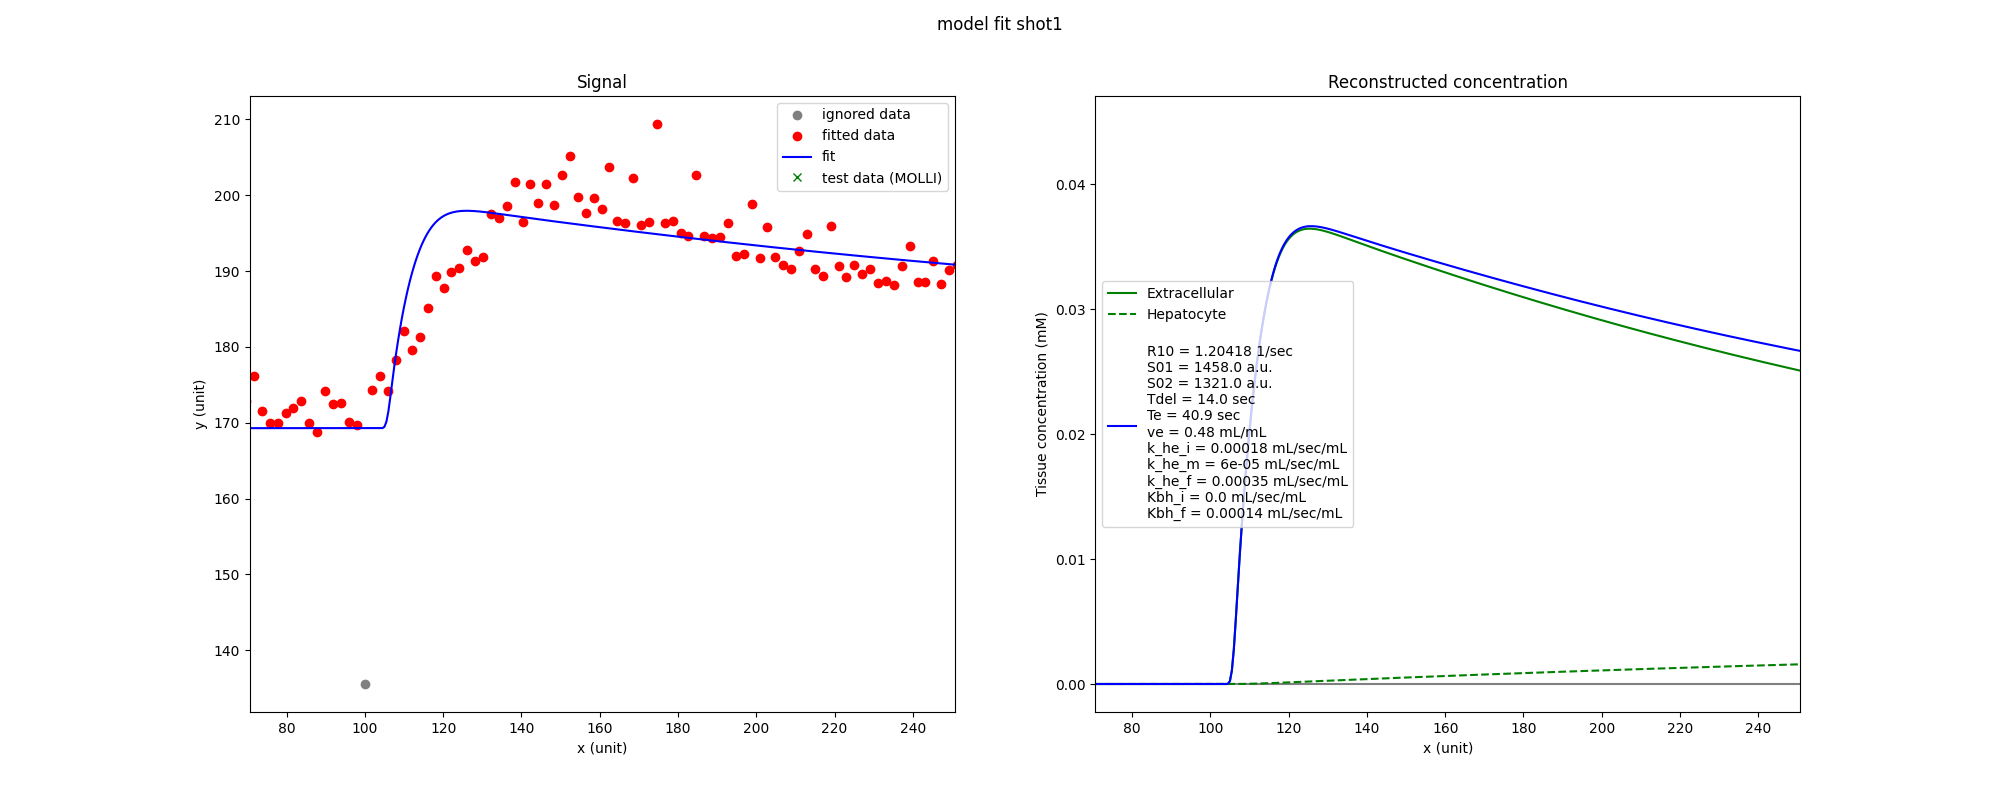 model fit shot1
Signal
210
200
190
180
170
160
150
140
y (unit)
80 100 120 140 160 180 200 220 240
x (unit)
ignored data
fitted data
fit
test data (MOLLI)
Reconstructed concentration
0.04
0.03
0.02
0.01
0.00
Tissue concentration (mM)
80 100 120 140 160 180 200 220 240
x (unit)
Extracellular
Hepatocyte
R10 = 1.20418 1/sec
S01 = 1458.0 a.u.
S02 = 1321.0 a.u.
Tdel = 14.0 sec
Te = 40.9 sec
ve = 0.48 mL/mL
k_he_i = 0.00018 mL/sec/mL
k_he_m = 6e-05 mL/sec/mL
k_he_f = 0.00035 mL/sec/mL
Kbh_i = 0.0 mL/sec/mL
Kbh_f = 0.00014 mL/sec/mL